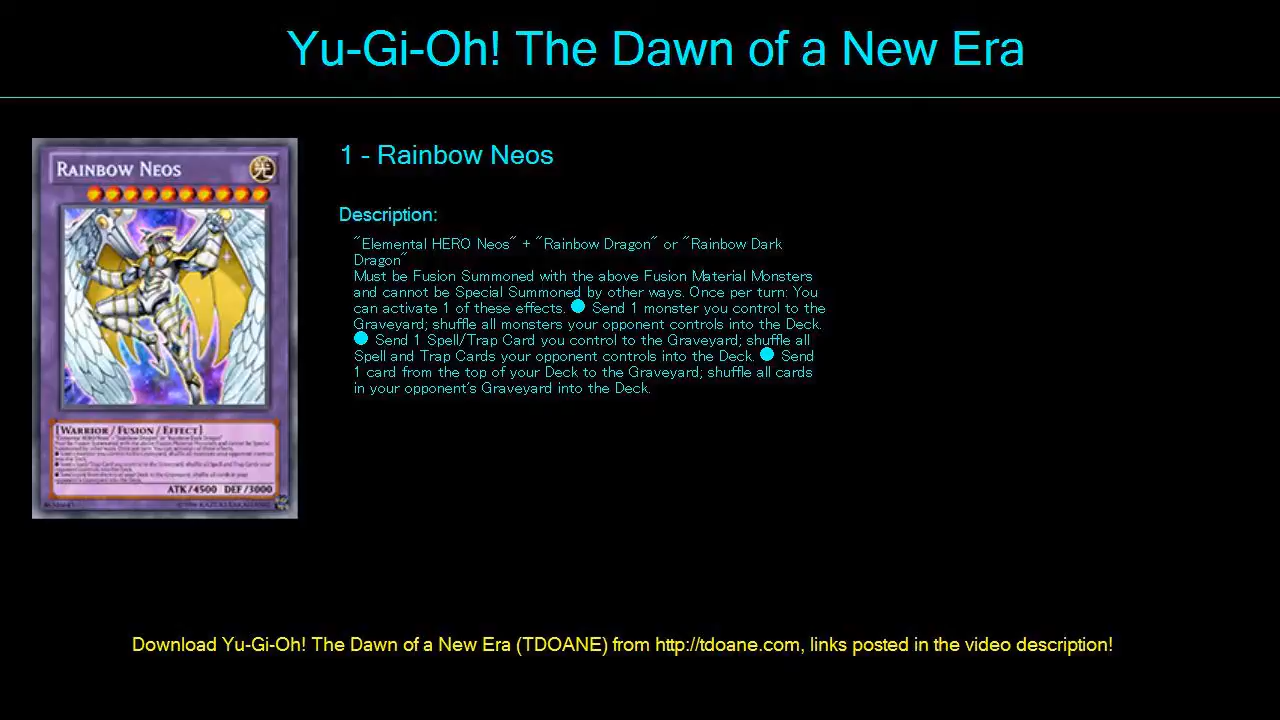 Yu-Gi-Oh! The Dawn of a New Era
RAINBOW NEOS
光
1 - Rainbow Neos
Description:
"Elemental HERO Neos" + "Rainbow Dragon" or "Rainbow Dark
Dragon"
Must be Fusion Summoned with the above Fusion Material Monsters
and cannot be Special Summoned by other ways. Once per turn: You
can activate 1 of these effects. ● Send 1 monster you control to the
Graveyard; shuffle all monsters your opponent controls into the Deck.
● Send 1 Spell/Trap Card you control to the Graveyard; shuffle all
Spell and Trap Cards your opponent controls into the Deck. ● Send
1 card from the top of your Deck to the Graveyard; shuffle all cards
in your opponent's Graveyard into the Deck.
[WARRIOR / FUSION / EFFECT]
ATK/4500 DEF/3000
Download Yu-Gi-Oh! The Dawn of a New Era (TDOANE) from http://tdoane.com, links posted in the video description!